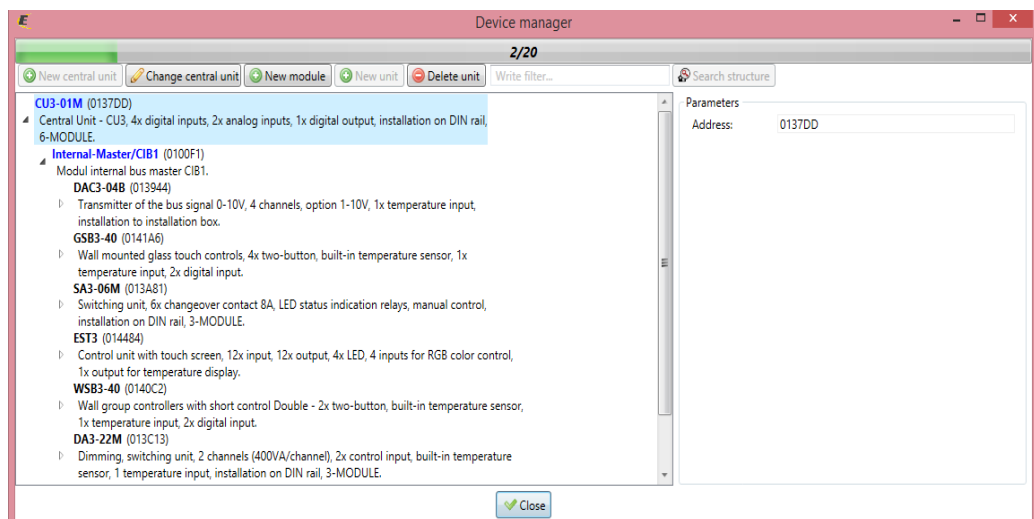 E
Device manager
2/20
New central unit Change central unit New module New unit Delete unit Write filter... Search structure
CU3-01M (0137DD)
Central Unit - CU3, 4x digital inputs, 2x analog inputs, 1x digital output, installation on DIN rail,
6-MODULE.
Internal-Master/CIB1 (0100F1)
Modul internal bus master CIB1.
DAC3-04B (013944)
Transmitter of the bus signal 0-10V, 4 channels, option 1-10V, 1x temperature input,
installation to installation box.
GSB3-40 (0141A6)
Wall mounted glass touch controls, 4x two-button, built-in temperature sensor, 1x
temperature input, 2x digital input.
SA3-06M (013A81)
Switching unit, 6x changeover contact 8A, LED status indication relays, manual control,
installation on DIN rail, 3-MODULE.
EST3 (014484)
Control unit with touch screen, 12x input, 12x output, 4x LED, 4 inputs for RGB color control,
1x output for temperature display.
WSB3-40 (0140C2)
Wall group controllers with short control Double - 2x two-button, built-in temperature sensor,
1x temperature input, 2x digital input.
DA3-22M (013C13)
Dimming, switching unit, 2 channels (400VA/channel), 2x control input, built-in temperature
sensor, 1 temperature input, installation on DIN rail, 3-MODULE.
Parameters
Address: 0137DD
Close